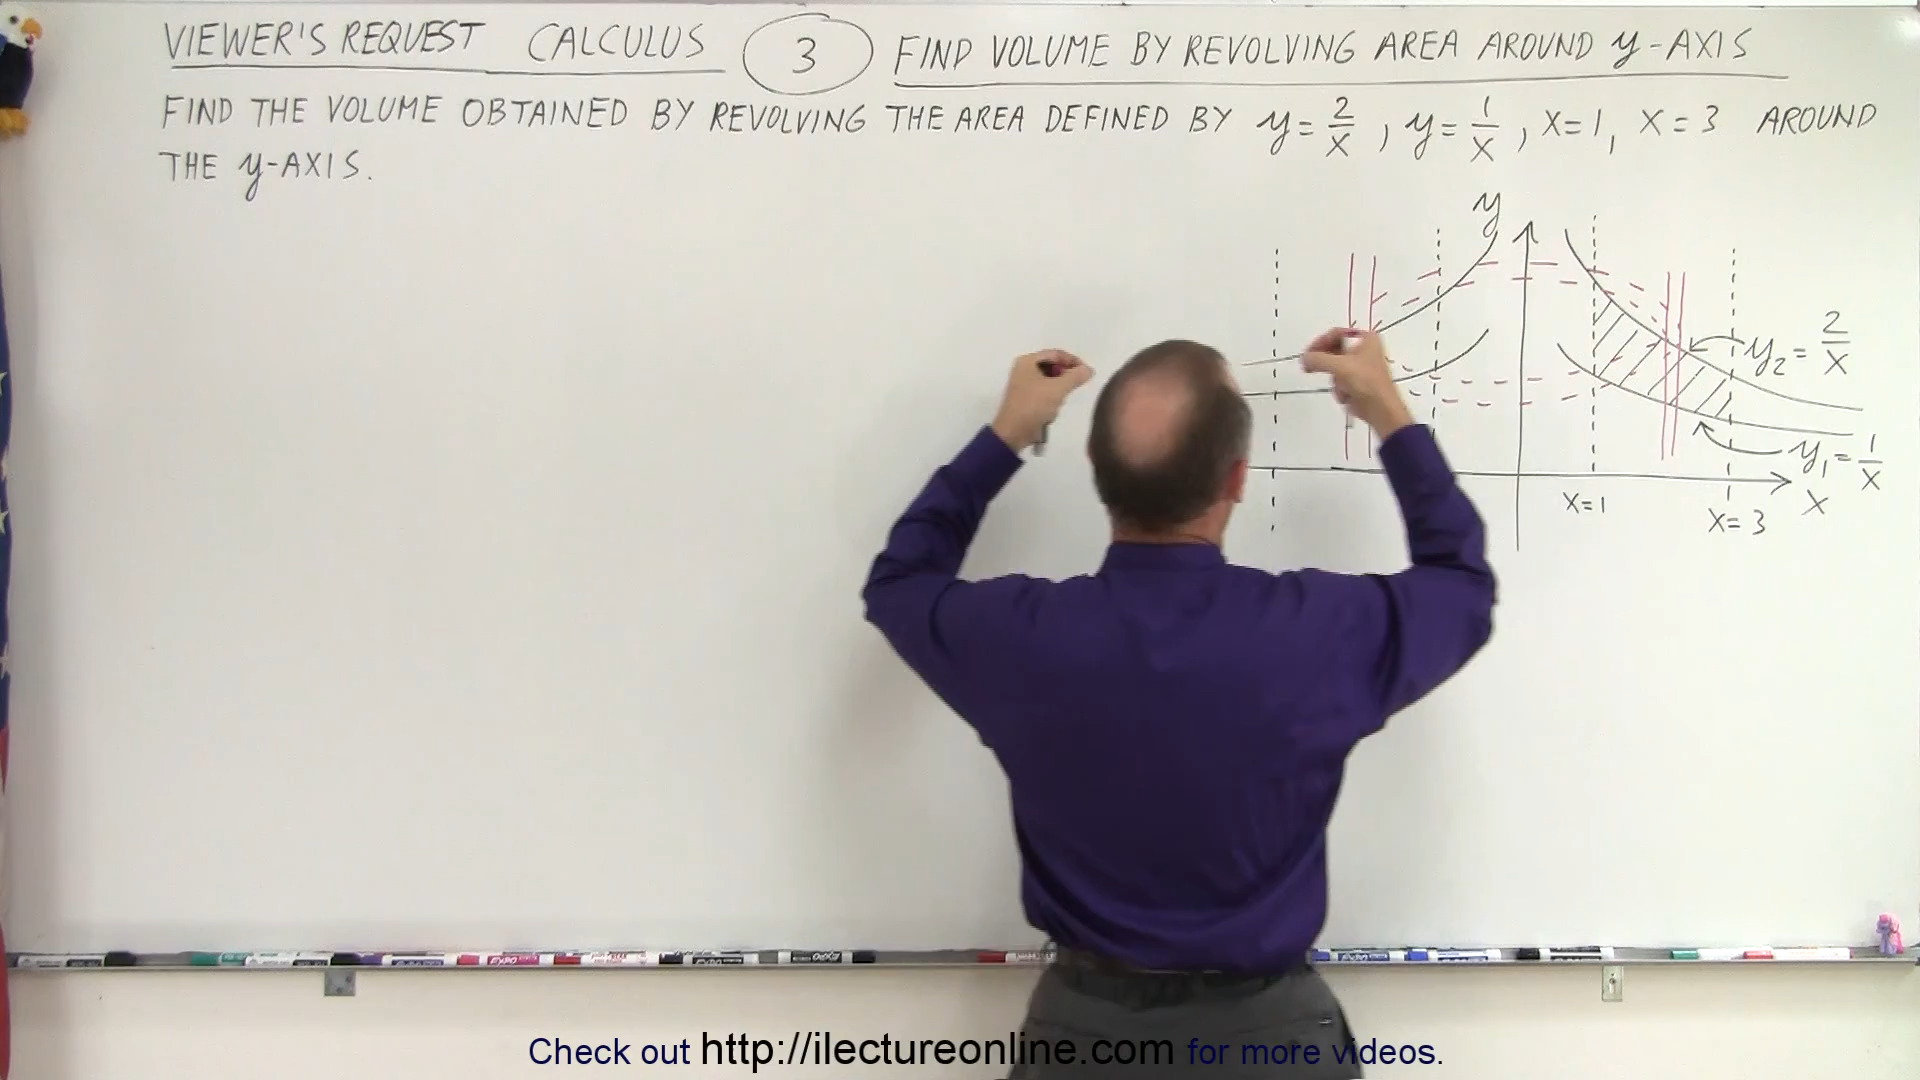 VIEWER'S REQUEST CALCULUS 3 FIND VOLUME BY REVOLVING AREA AROUND y-AXIS
FIND THE VOLUME OBTAINED BY REVOLVING THE AREA DEFINED BY y=2/x, y=1/x, x=1, x=3 AROUND
THE y-AXIS.
y
y₂=2/x
y₁=1/x
x=1
x=3
x
Check out http://ilectureonline.com for more videos.